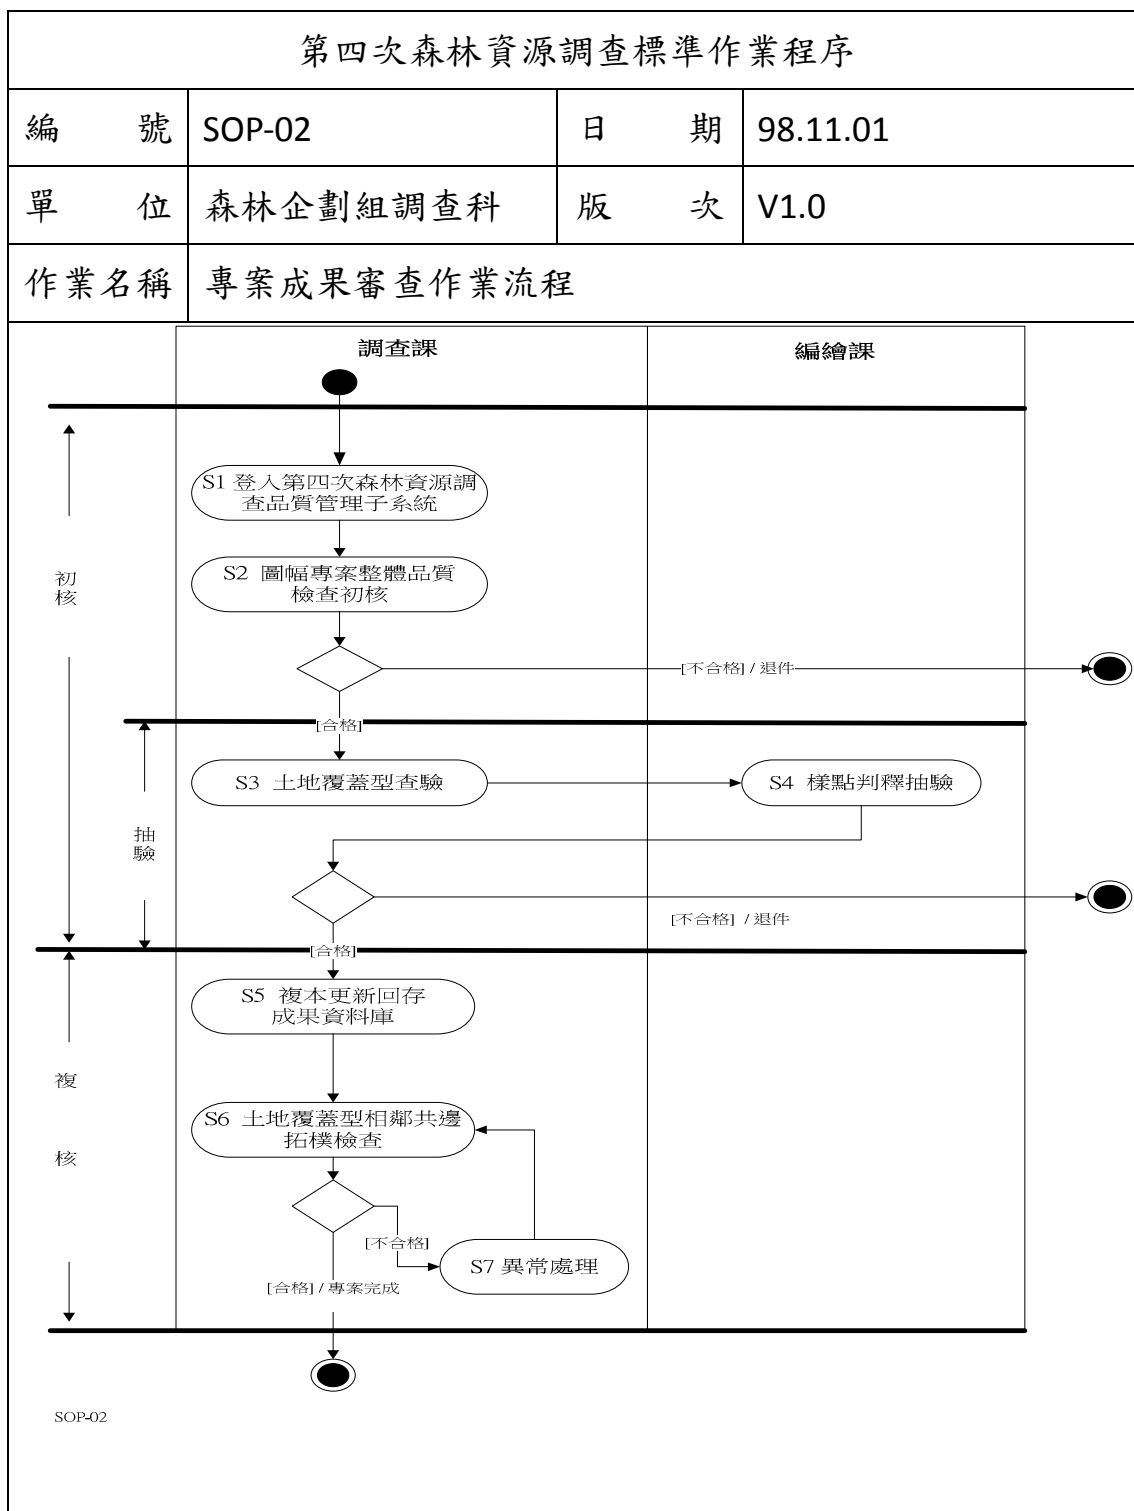 第四次森林資源調查標準作業程序
編 號 SOP-02 日 期 98.11.01
單 位 森林企劃組調查科 版 次 V1.0
作業名稱 專案成果審查作業流程
調查課 編繪課
S1 登入第四次森林資源調
查品質管理子系統
初
核
S2 圖幅專案整體品質
檢查初核
[不合格] / 退件
[合格]
S3 土地覆蓋型查驗
S4 樣點判釋抽驗
抽
驗
[不合格] / 退件
[合格]
S5 複本更新回存
成果資料庫
複
核
S6 土地覆蓋型相鄰共邊
拓樸檢查
[不合格]
S7 異常處理
[合格] / 專案完成
SOP-02